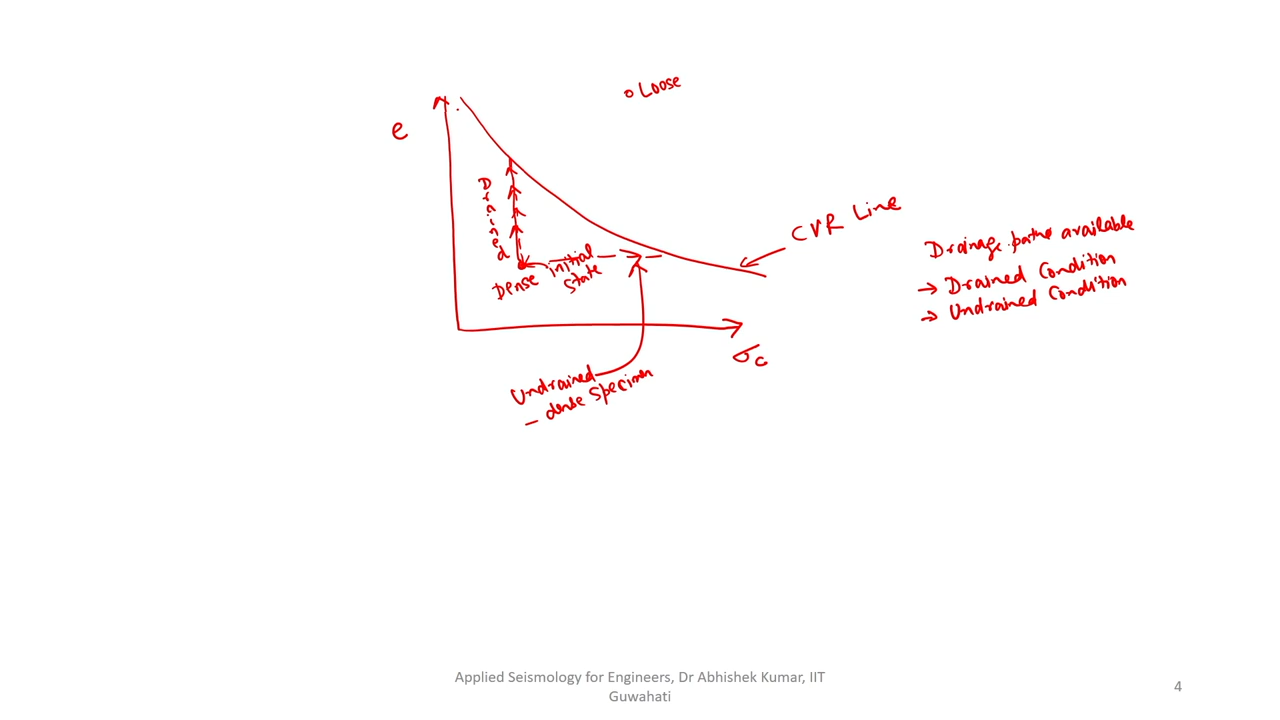 Loose
e
Drained
CVR Line
Drainage paths available
→ Drained Condition
→ Undrained Condition
Initial
State
Dense
σc
Undrained
- dense specimen
Applied Seismology for Engineers, Dr Abhishek Kumar, IIT
Guwahati
4